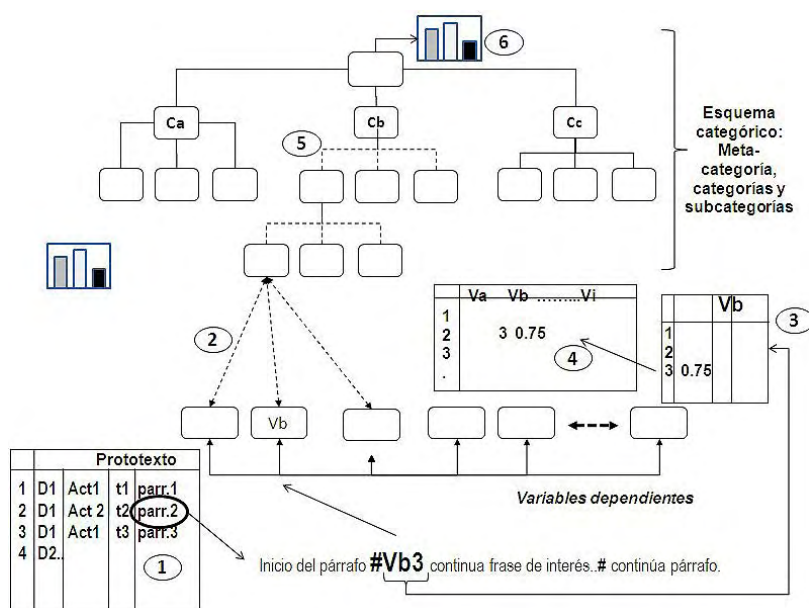 6
Ca
Cb
Cc
5
Esquema
categórico:
Meta-
categoría,
categorías y
subcategorías
2
Va Vb .........Vi
1
2 3 0.75
3
.
4
Vb
1
2
3 0.75
3
Vb
Variables dependientes
Prototexto
1 D1 Act1 t1 parr.1
2 D1 Act 2 t2 parr.2
3 D1 Act1 t3 parr.3
4 D2..
1
Inicio del párrafo #Vb3 continua frase de interés..# continúa párrafo.